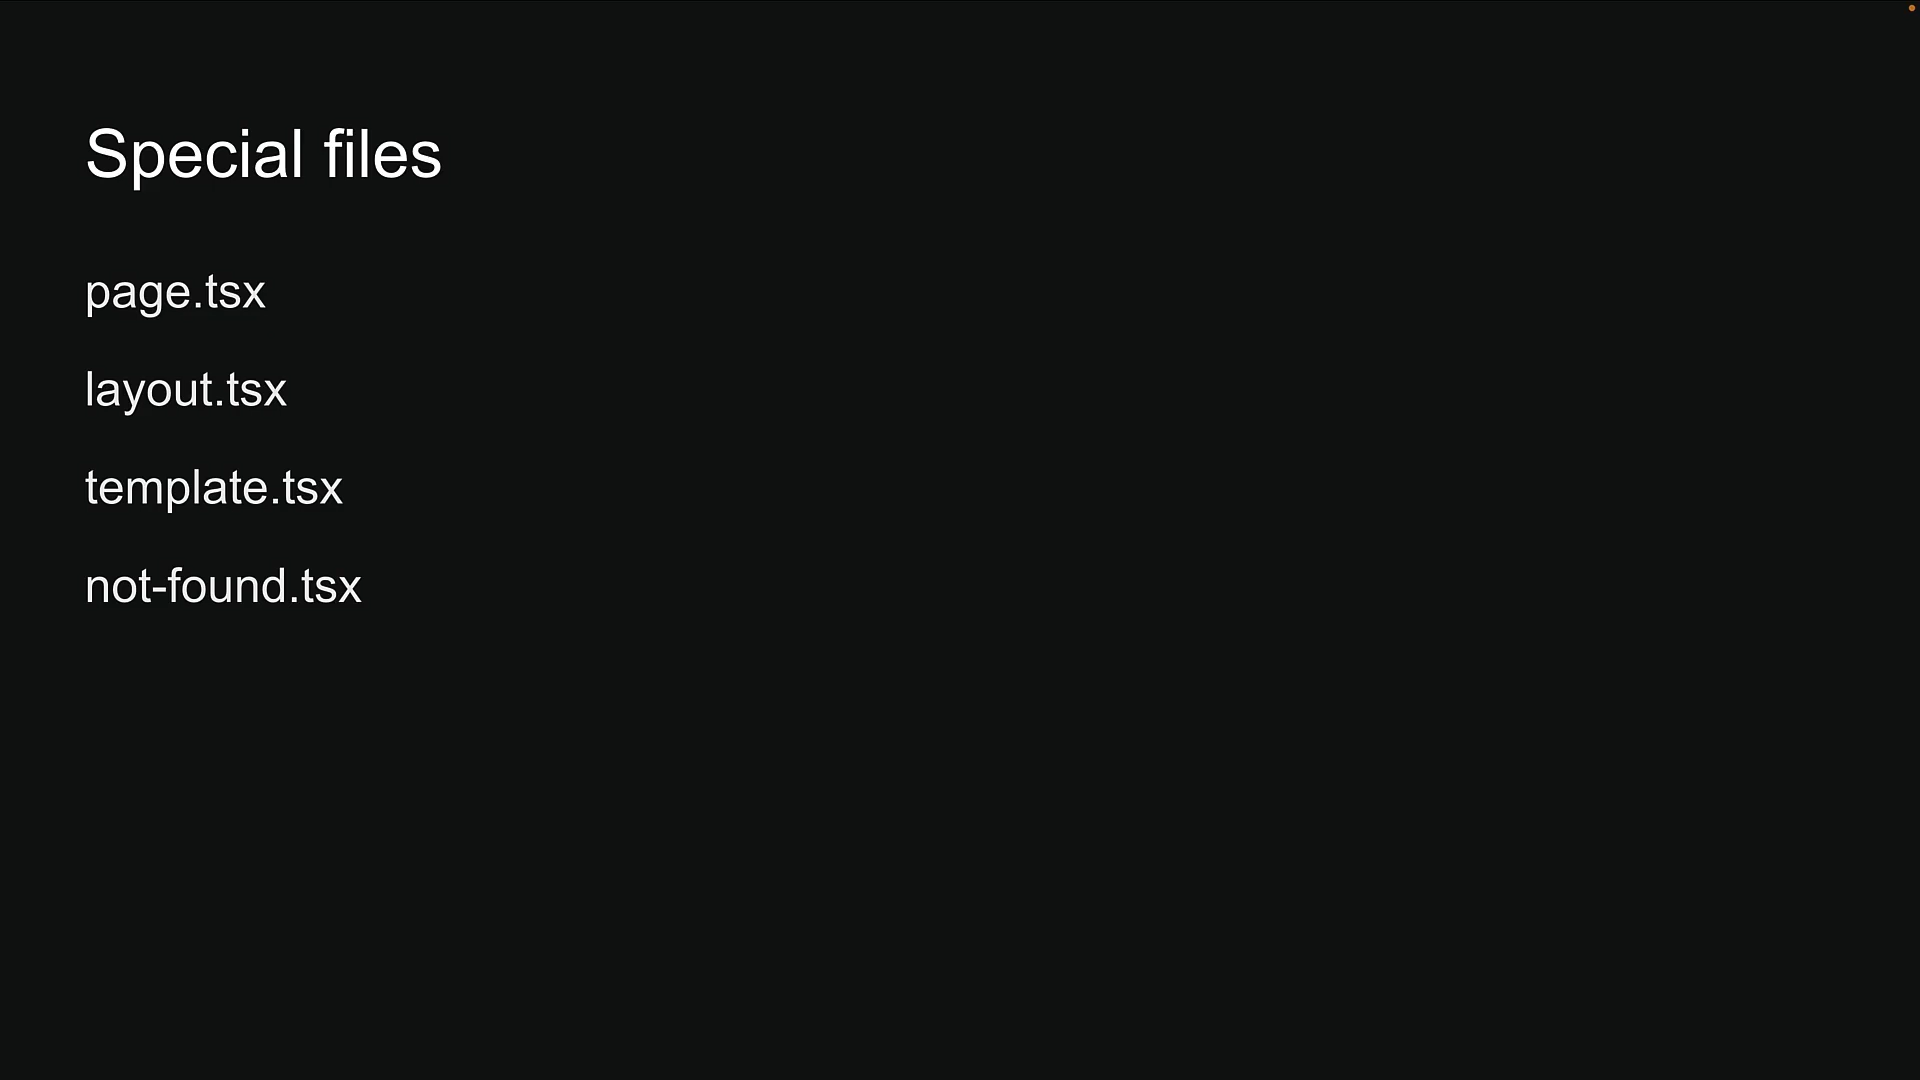 Special files
page.tsx
layout.tsx
template.tsx
not-found.tsx